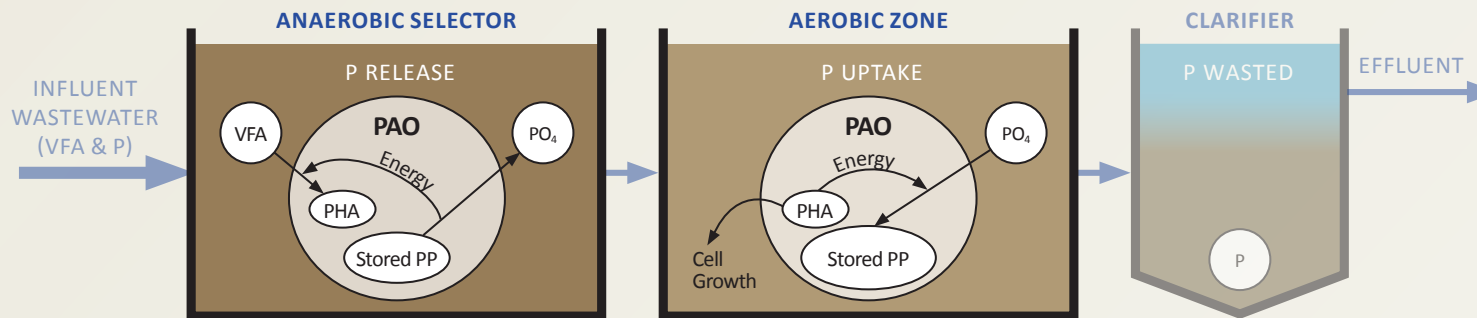 ANAEROBIC SELECTOR
AEROBIC ZONE
CLARIFIER
INFLUENT
WASTEWATER
(VFA & P)
P RELEASE
VFA
PAO
PO₄
Energy
PHA
Stored PP
P UPTAKE
PAO
PO₄
Energy
PHA
Stored PP
Cell
Growth
P WASTED
P
EFFLUENT